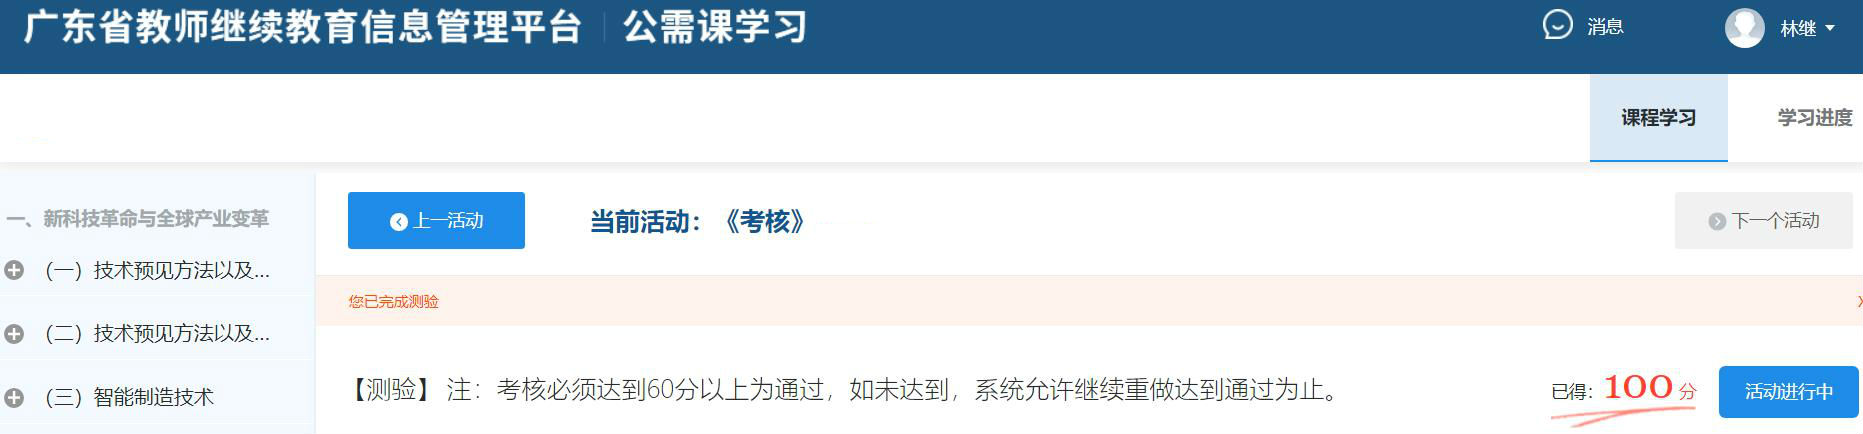 广东省教师继续教育信息管理平台 公需课学习
消息
林继
课程学习
学习进度
一、新科技革命与全球产业变革
（一）技术预见方法以及...
（二）技术预见方法以及...
（三）智能制造技术
上一活动
当前活动：《考核》
下一个活动
您已完成测验
【测验】 注：考核必须达到60分以上为通过，如未达到，系统允许继续重做达到通过为止。
已得：100分
活动进行中